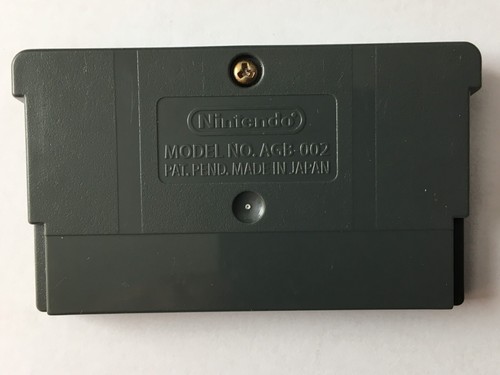 Nintendo
MODEL NO. AGB-002
PAT. PEND. MADE IN JAPAN